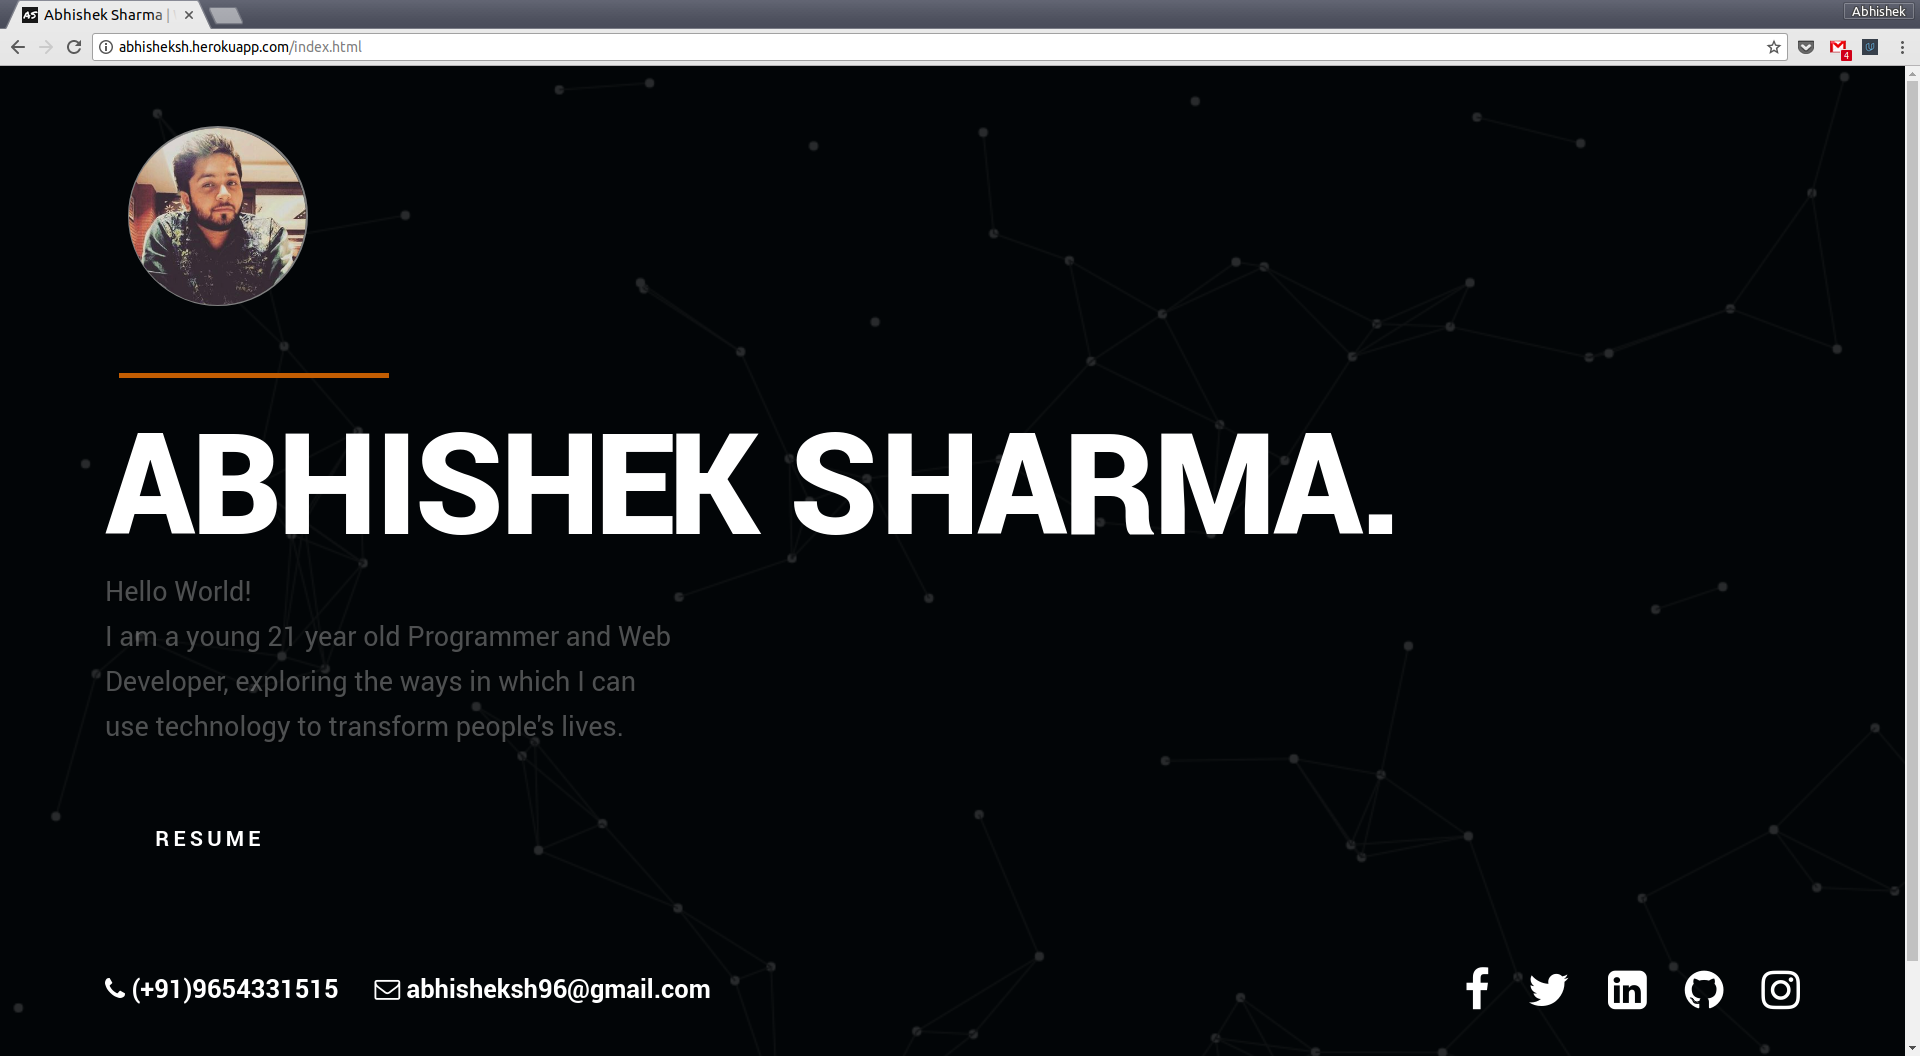 AS Abhishek Sharma |
Abhishek
abhisheksh.herokuapp.com/index.html
4
ABHISHEK SHARMA.
Hello World!
I am a young 21 year old Programmer and Web
Developer, exploring the ways in which I can
use technology to transform people's lives.
RESUME
(+91)9654331515 abhisheksh96@gmail.com